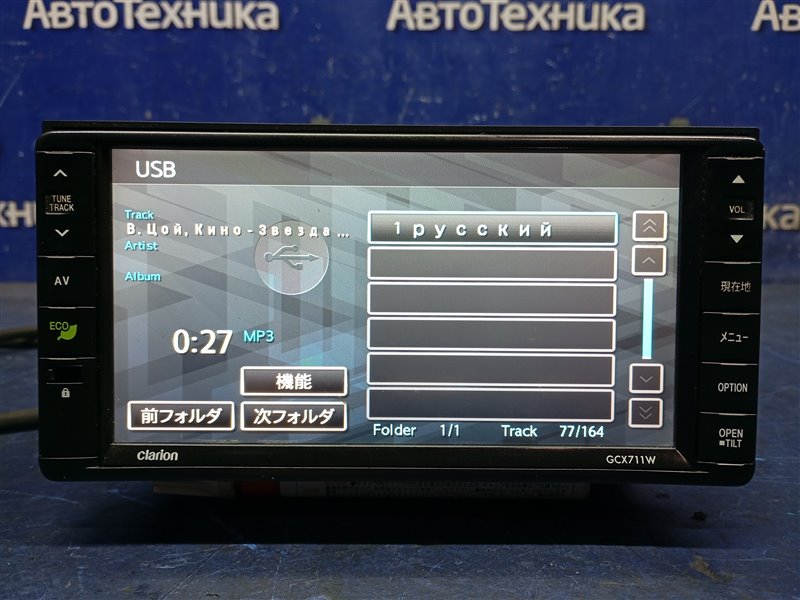 АвтоТехника
АвтоТехника
Авто
USB
TUNE
TRACK
AV
ECO
Track
В.Цой,Кино-Звезда ...
Artist
Album
0:27 MP3
機能
前フォルダ 次フォルダ
1 русский
Folder 1/1 Track 77/164
VOL
現在地
メニュー
OPTION
OPEN
■TILT
clarion
GCX711W